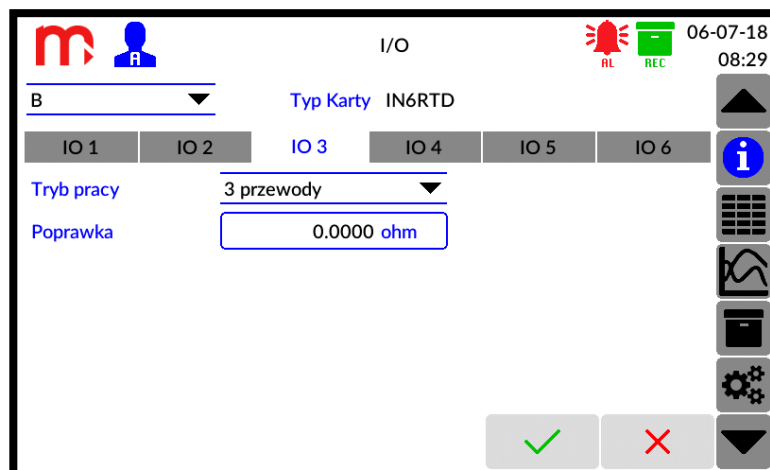 A
I/O
AL
REC
06-07-18
08:29
B
Typ Karty IN6RTD
IO 1 IO 2 IO 3 IO 4 IO 5 IO 6
Tryb pracy 3 przewody
Poprawka 0.0000 ohm